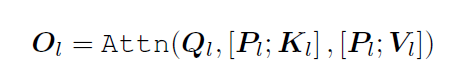 O_l = Attn(Q_l, [P_l; K_l], [P_l; V_l])